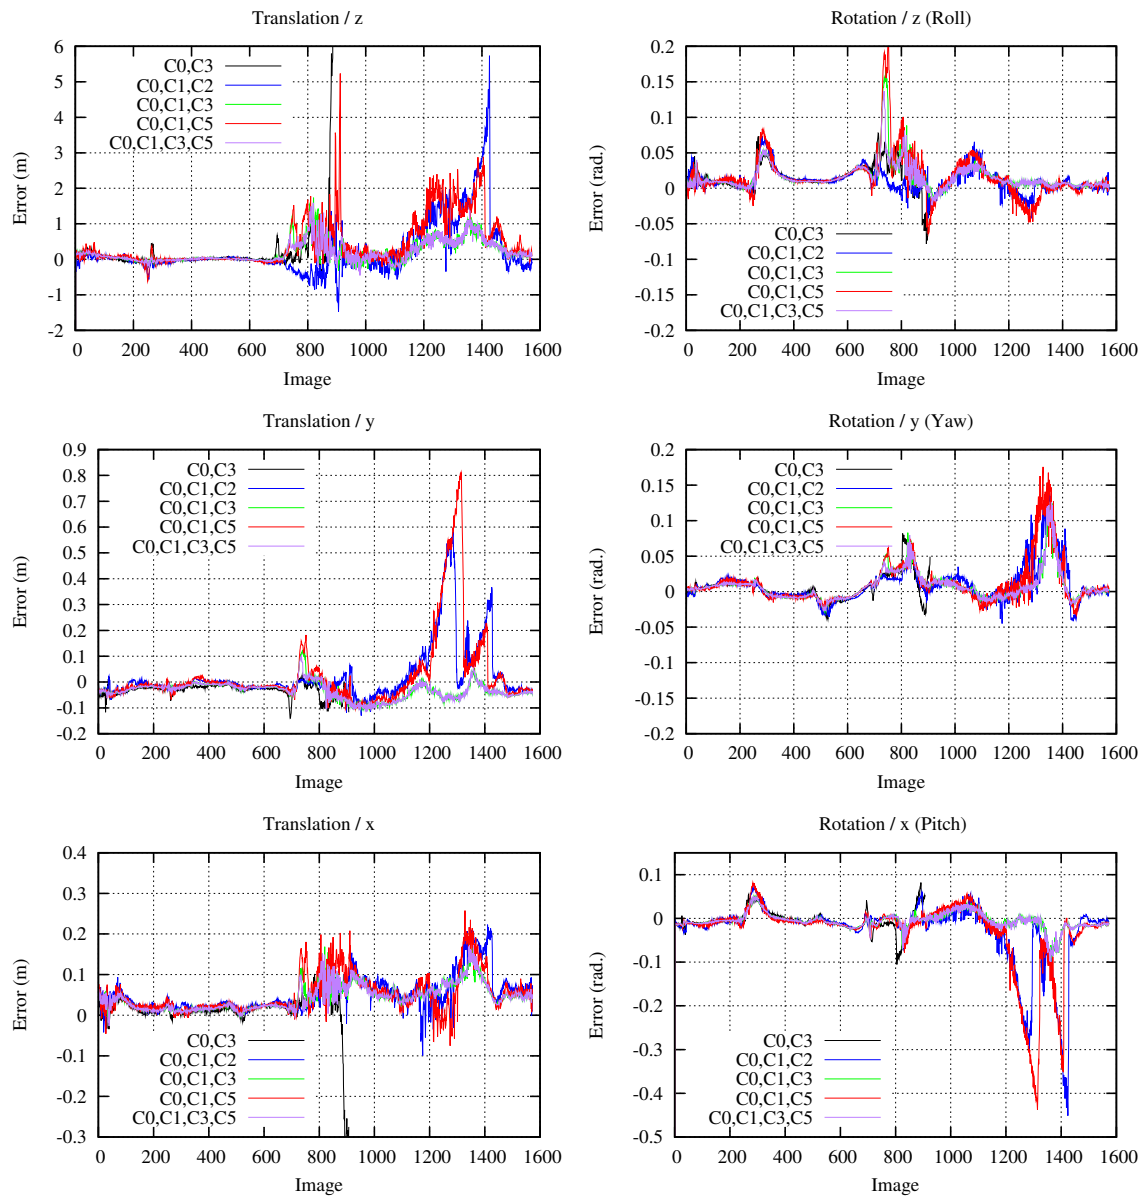 Translation / z
6
5
4
3
2
1
0
-1
-2
Error (m)
C0,C3
C0,C1,C2
C0,C1,C3
C0,C1,C5
C0,C1,C3,C5
0 200 400 600 800 1000 1200 1400 1600
Image
Rotation / z (Roll)
0.2
0.15
0.1
0.05
0
-0.05
-0.1
-0.15
-0.2
Error (rad.)
C0,C3
C0,C1,C2
C0,C1,C3
C0,C1,C5
C0,C1,C3,C5
0 200 400 600 800 1000 1200 1400 1600
Image
Translation / y
0.9
0.8
0.7
0.6
0.5
0.4
0.3
0.2
0.1
0
-0.1
-0.2
Error (m)
C0,C3
C0,C1,C2
C0,C1,C3
C0,C1,C5
C0,C1,C3,C5
0 200 400 600 800 1000 1200 1400 1600
Image
Rotation / y (Yaw)
0.2
0.15
0.1
0.05
0
-0.05
-0.1
-0.15
-0.2
Error (rad.)
C0,C3
C0,C1,C2
C0,C1,C3
C0,C1,C5
C0,C1,C3,C5
0 200 400 600 800 1000 1200 1400 1600
Image
Translation / x
0.4
0.3
0.2
0.1
0
-0.1
-0.2
-0.3
Error (m)
C0,C3
C0,C1,C2
C0,C1,C3
C0,C1,C5
C0,C1,C3,C5
0 200 400 600 800 1000 1200 1400 1600
Image
Rotation / x (Pitch)
0.1
0
-0.1
-0.2
-0.3
-0.4
-0.5
Error (rad.)
C0,C3
C0,C1,C2
C0,C1,C3
C0,C1,C5
C0,C1,C3,C5
0 200 400 600 800 1000 1200 1400 1600
Image